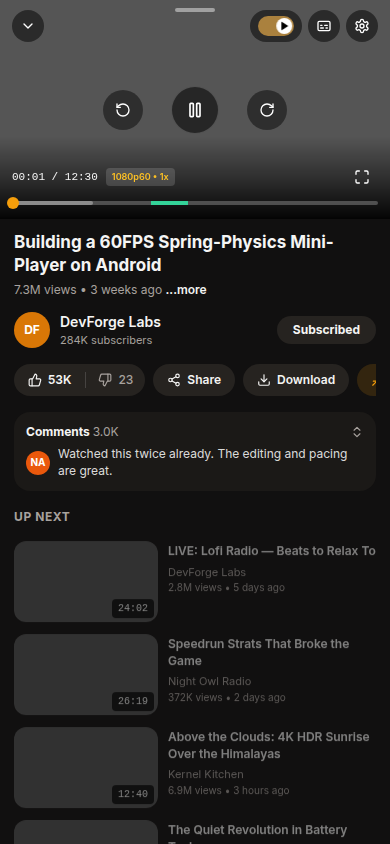 00:01 / 12:30
1080p60 • 1x
Building a 60FPS Spring-Physics Mini-
Player on Android
7.3M views • 3 weeks ago ...more
DF
DevForge Labs
284K subscribers
Subscribed
53K
23
Share
Download
Comments 3.0K
NA
Watched this twice already. The editing and pacing
are great.
UP NEXT
24:02
LIVE: Lofi Radio — Beats to Relax To
DevForge Labs
2.8M views • 5 days ago
26:19
Speedrun Strats That Broke the
Game
Night Owl Radio
372K views • 2 days ago
12:40
Above the Clouds: 4K HDR Sunrise
Over the Himalayas
Kernel Kitchen
6.9M views • 3 hours ago
The Quiet Revolution in Battery